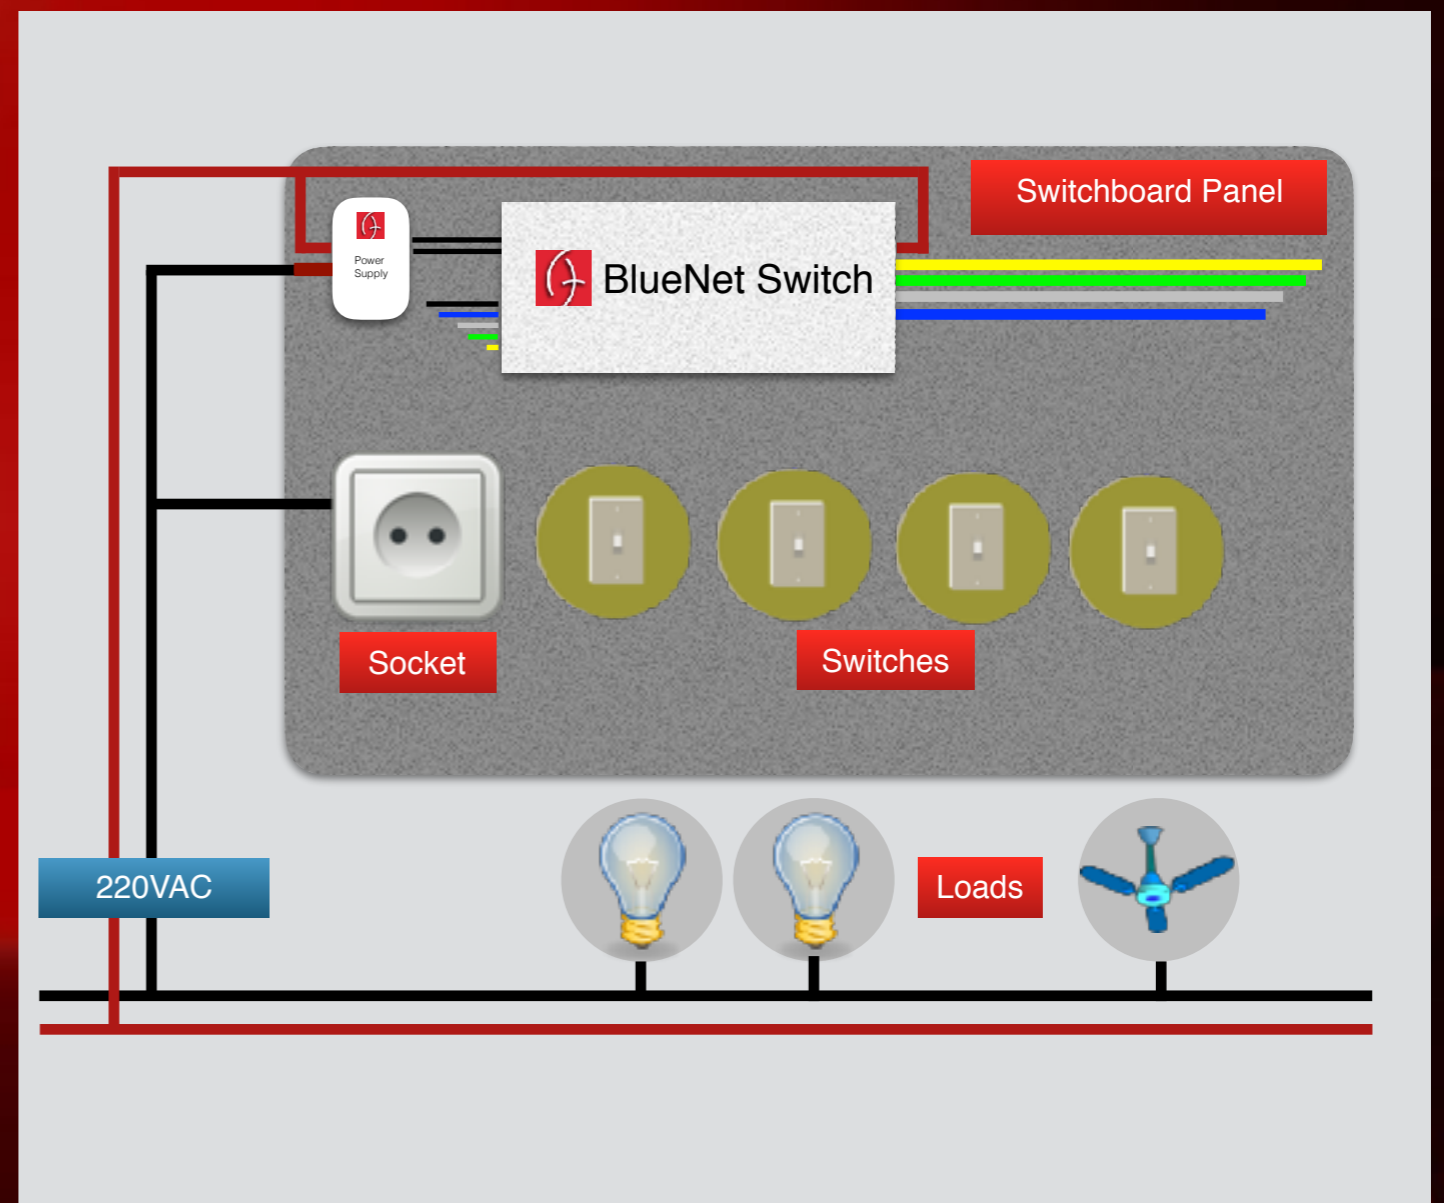 Switchboard Panel
Power
Supply
BlueNet Switch
Socket
Switches
220VAC
Loads